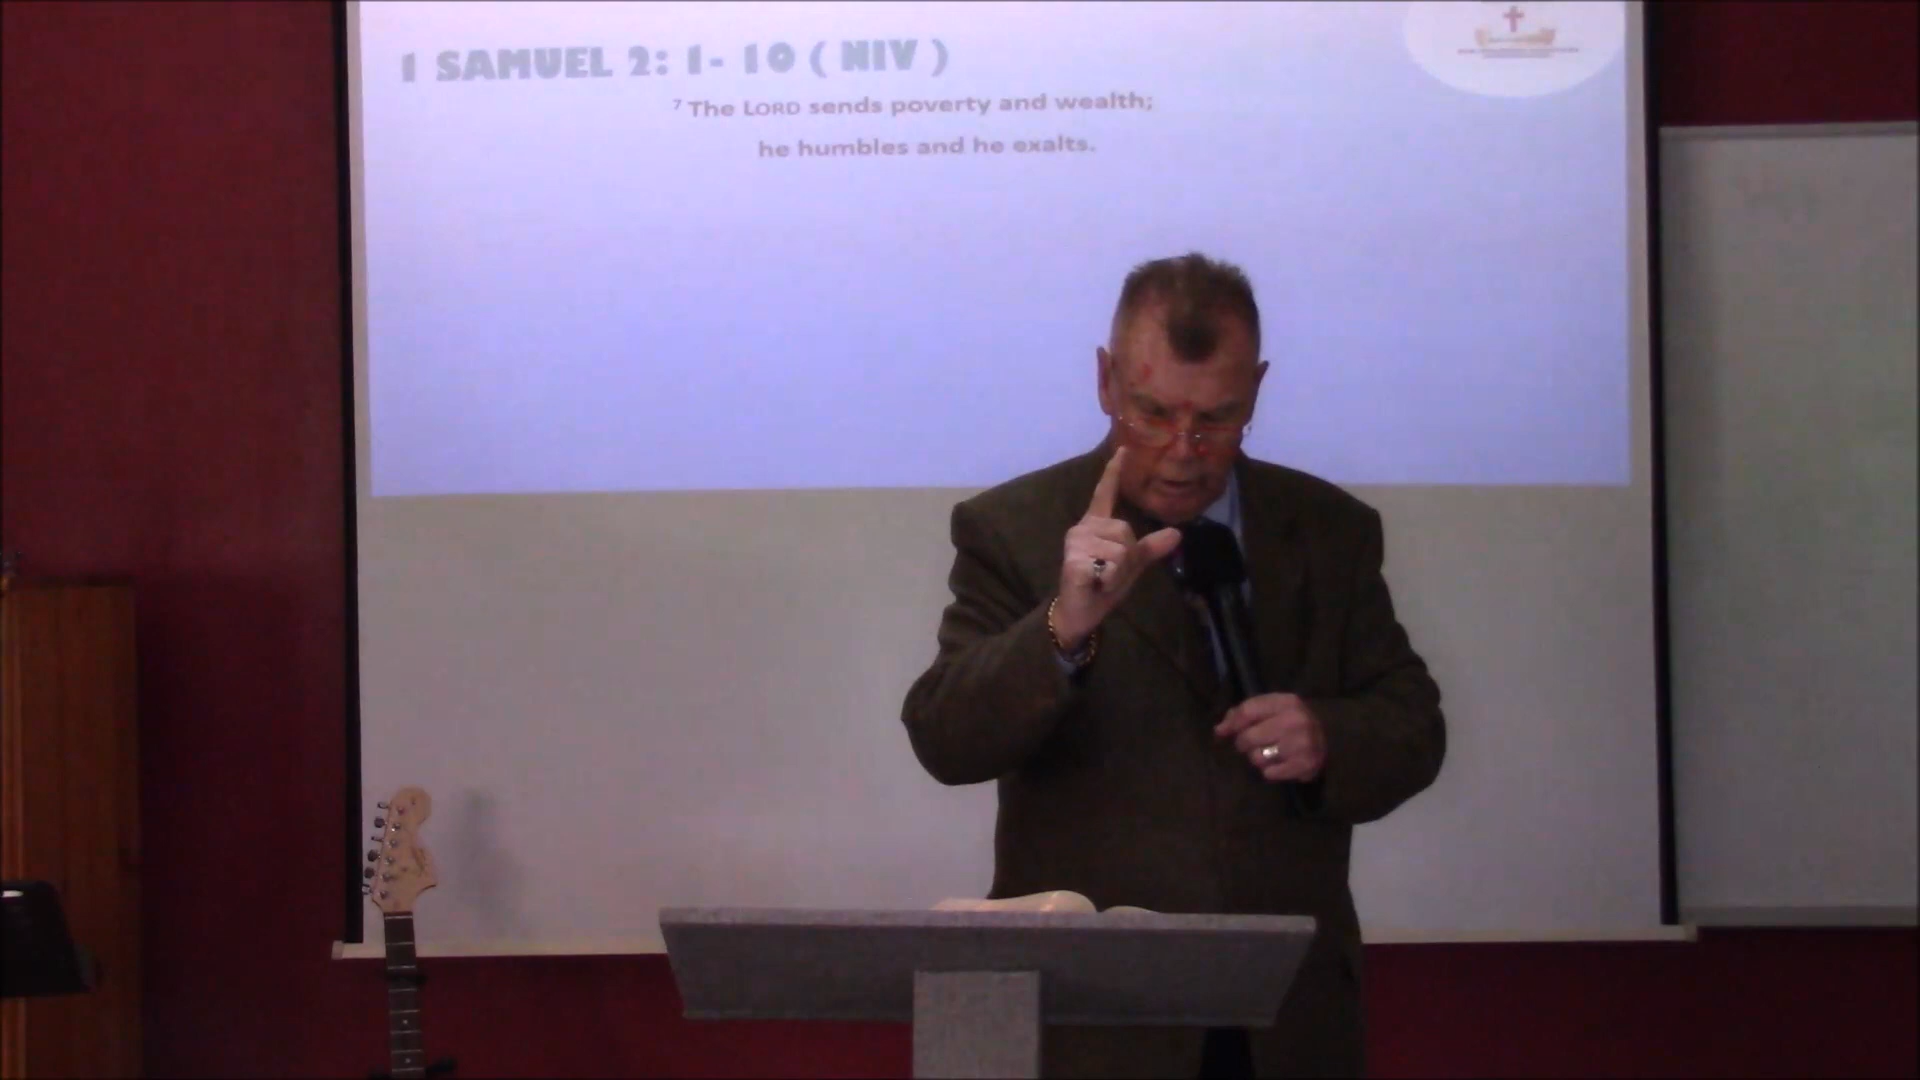 1 SAMUEL 2: 1- 10 ( NIV )
7 The LORD sends poverty and wealth;
he humbles and he exalts.